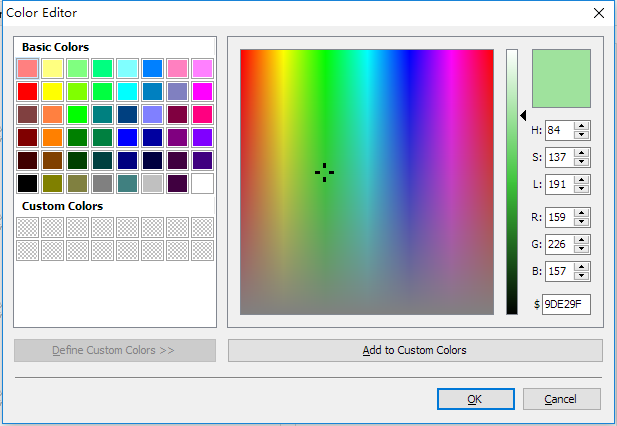 Color Editor
Basic Colors
Custom Colors
Define Custom Colors >>
H: 84
S: 137
L: 191
R: 159
G: 226
B: 157
$ 9DE29F
Add to Custom Colors
OK
Cancel